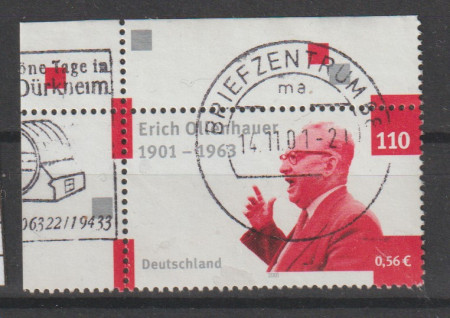 öne Tage in
Dürkheim
06322/19433
BRIEFZENTRUM
ma
14.11.01-21
Erich Ollenhauer
1901 – 1963
110
Deutschland
0,56 €